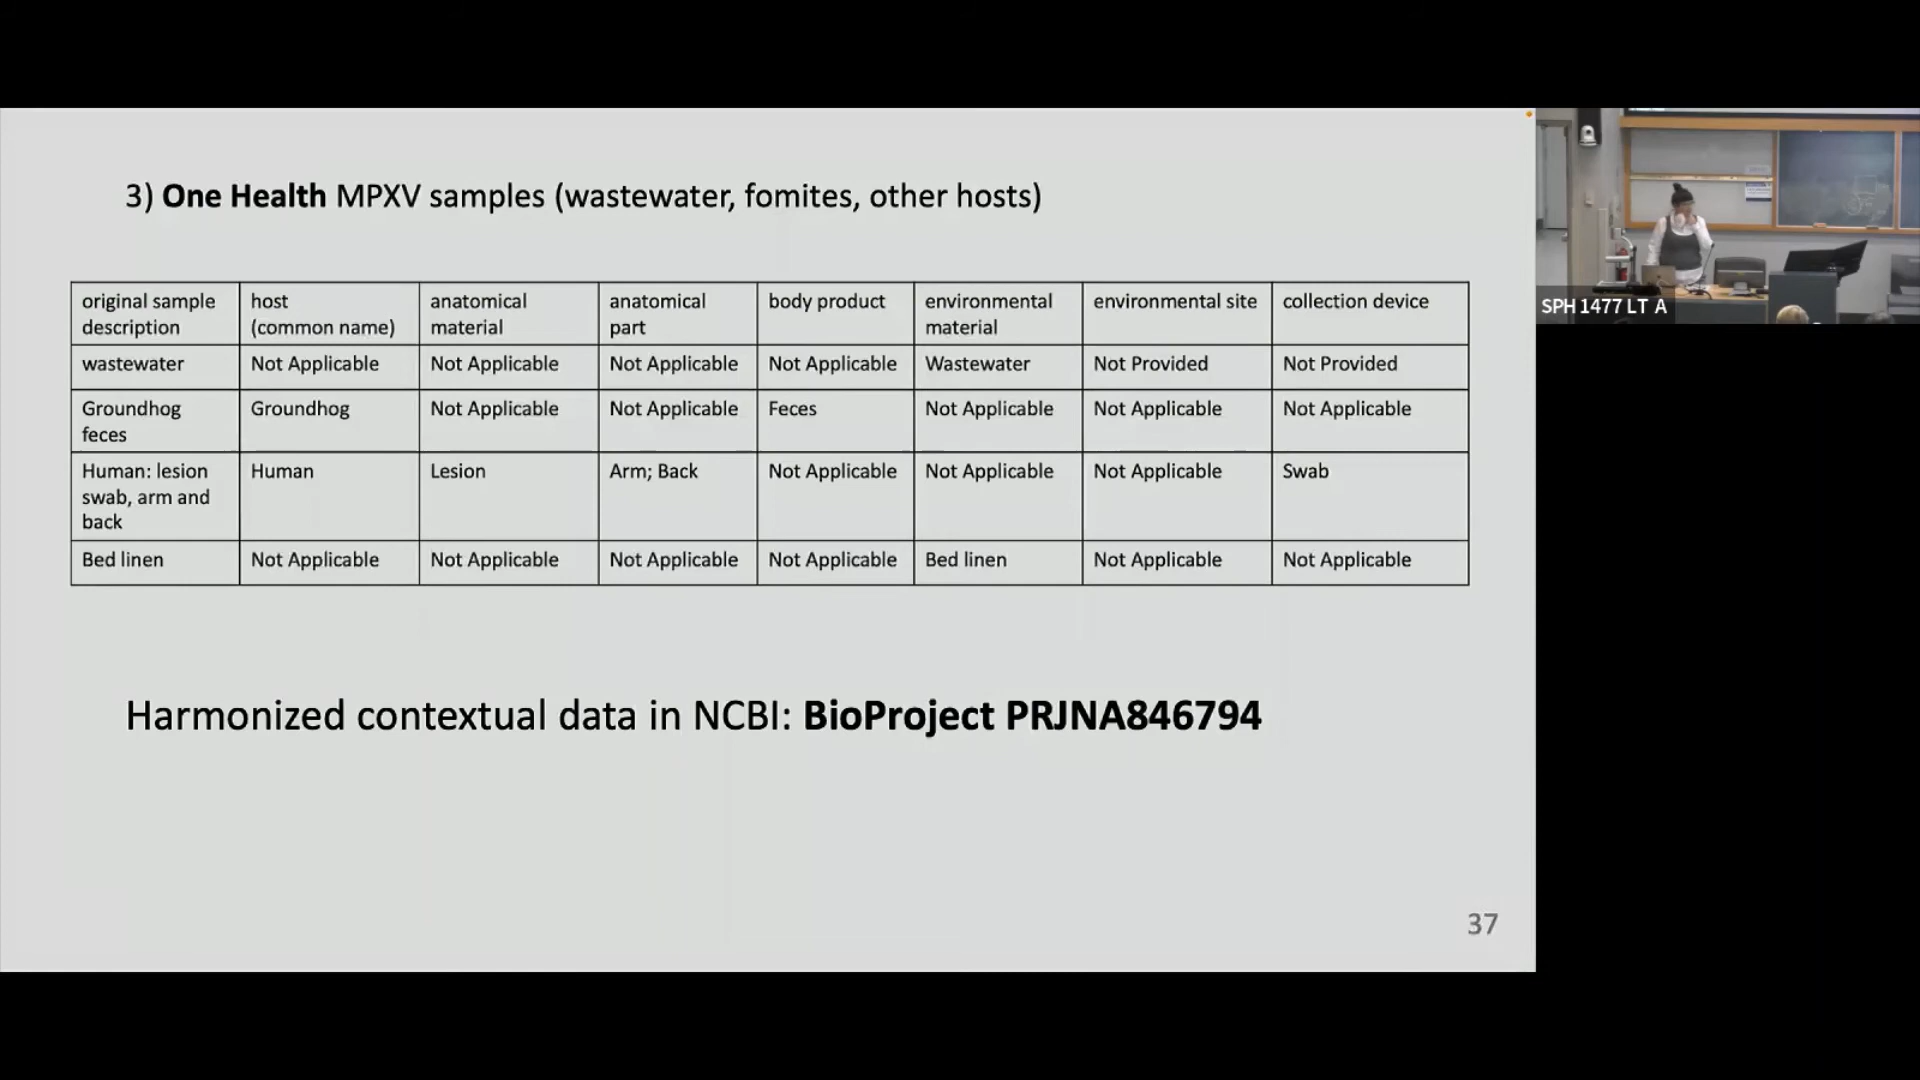 3) One Health MPXV samples (wastewater, fomites, other hosts)
original sample description | host (common name) | anatomical material | anatomical part | body product | environmental material | environmental site | collection device
wastewater | Not Applicable | Not Applicable | Not Applicable | Not Applicable | Wastewater | Not Provided | Not Provided
Groundhog feces | Groundhog | Not Applicable | Not Applicable | Feces | Not Applicable | Not Applicable | Not Applicable
Human: lesion swab, arm and back | Human | Lesion | Arm; Back | Not Applicable | Not Applicable | Not Applicable | Swab
Bed linen | Not Applicable | Not Applicable | Not Applicable | Not Applicable | Bed linen | Not Applicable | Not Applicable
Harmonized contextual data in NCBI: BioProject PRJNA846794
37
SPH 1477 LT A